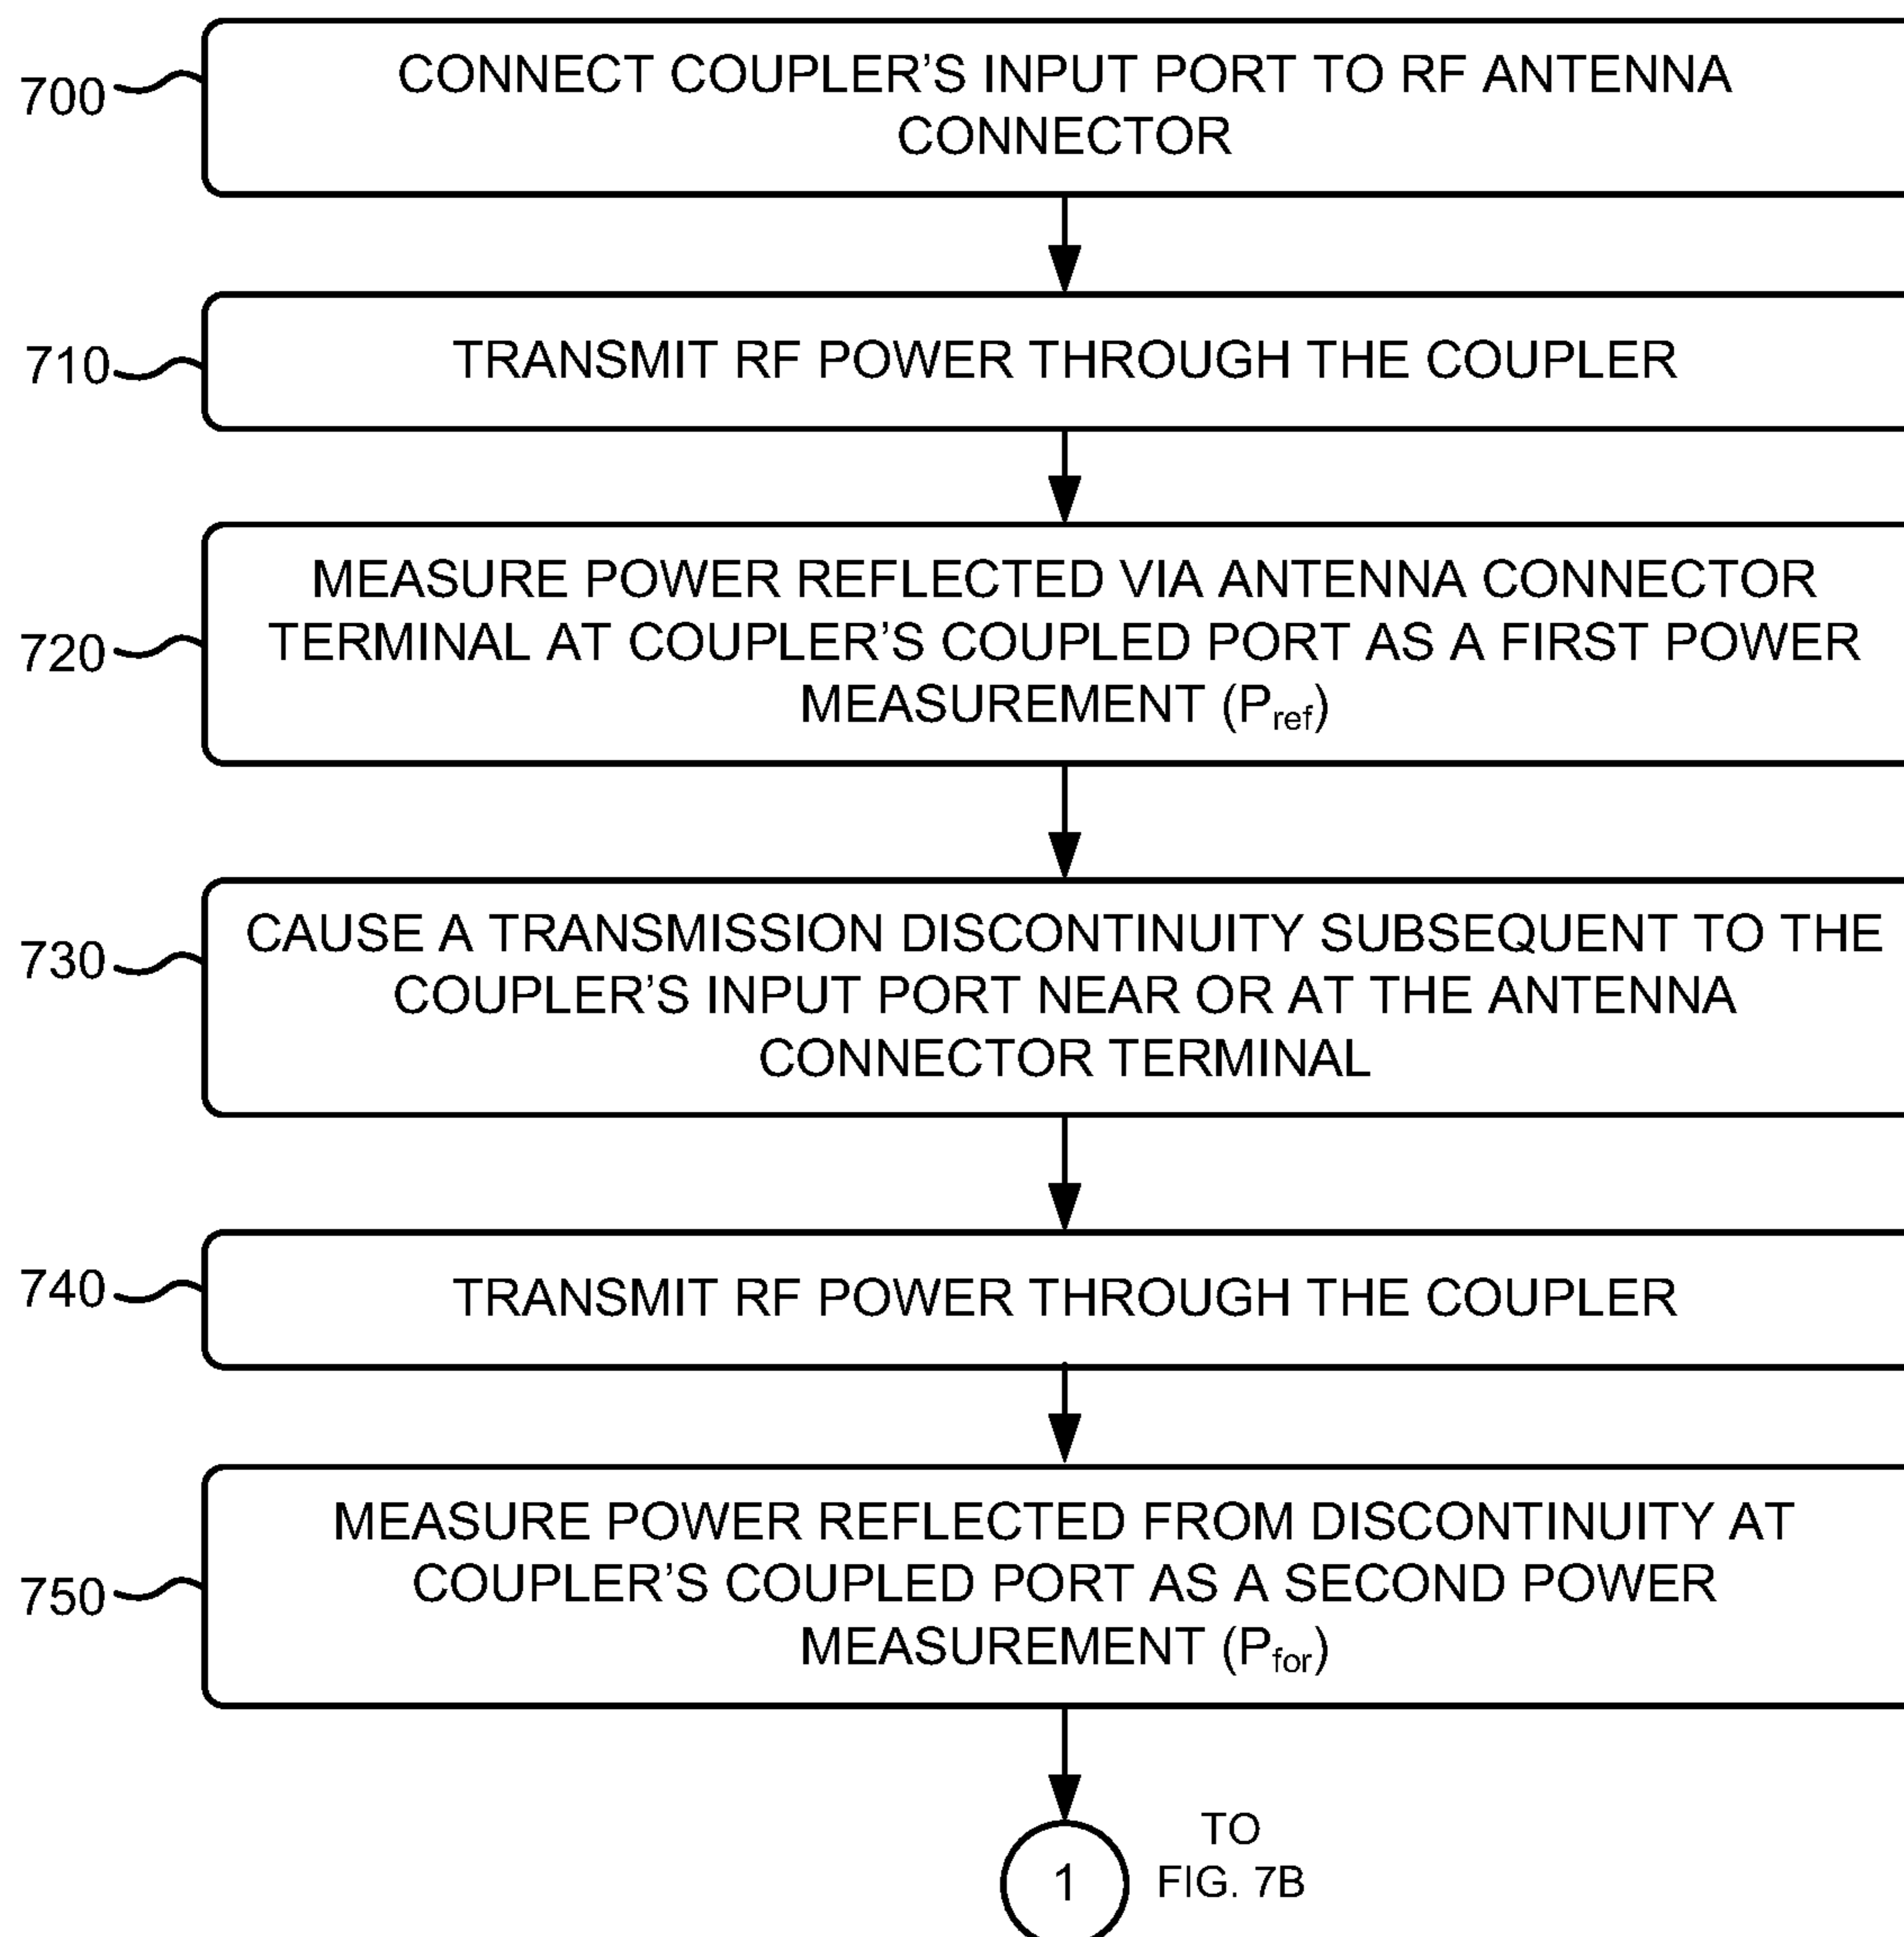 700
CONNECT COUPLER'S INPUT PORT TO RF ANTENNA
CONNECTOR
710
TRANSMIT RF POWER THROUGH THE COUPLER
720
MEASURE POWER REFLECTED VIA ANTENNA CONNECTOR
TERMINAL AT COUPLER'S COUPLED PORT AS A FIRST POWER
MEASUREMENT (Pref)
730
CAUSE A TRANSMISSION DISCONTINUITY SUBSEQUENT TO THE
COUPLER'S INPUT PORT NEAR OR AT THE ANTENNA
CONNECTOR TERMINAL
740
TRANSMIT RF POWER THROUGH THE COUPLER
750
MEASURE POWER REFLECTED FROM DISCONTINUITY AT
COUPLER'S COUPLED PORT AS A SECOND POWER
MEASUREMENT (Pfor)
1
TO
FIG. 7B